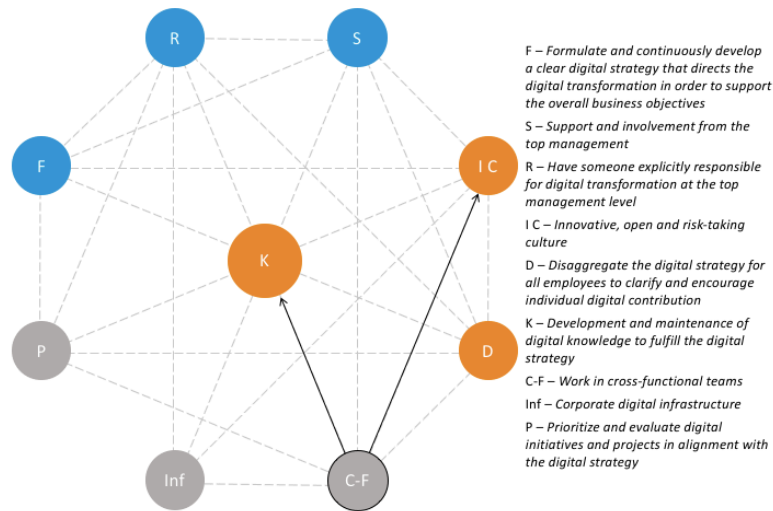 R
S
F
I C
K
P
D
Inf
C-F
F – Formulate and continuously develop
a clear digital strategy that directs the
digital transformation in order to support
the overall business objectives
S – Support and involvement from the
top management
R – Have someone explicitly responsible
for digital transformation at the top
management level
I C – Innovative, open and risk-taking
culture
D – Disaggregate the digital strategy for
all employees to clarify and encourage
individual digital contribution
K – Development and maintenance of
digital knowledge to fulfill the digital
strategy
C-F – Work in cross-functional teams
Inf – Corporate digital infrastructure
P – Prioritize and evaluate digital
initiatives and projects in alignment with
the digital strategy